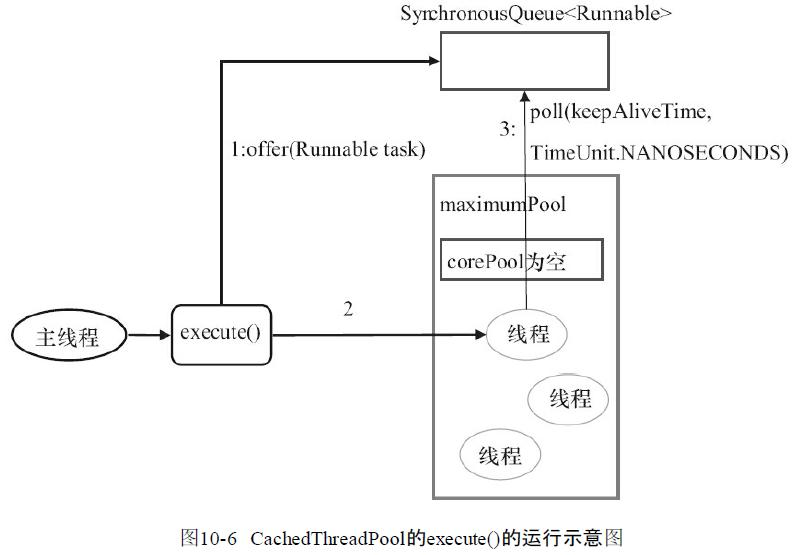 SynchronousQueue<Runnable>
poll(keepAliveTime,
3:
1:offer(Runnable task)
TimeUnit.NANOSECONDS)
maximumPool
corePool为空
2
主线程
execute()
线程
线程
线程
图10-6 CachedThreadPool的execute()的运行示意图